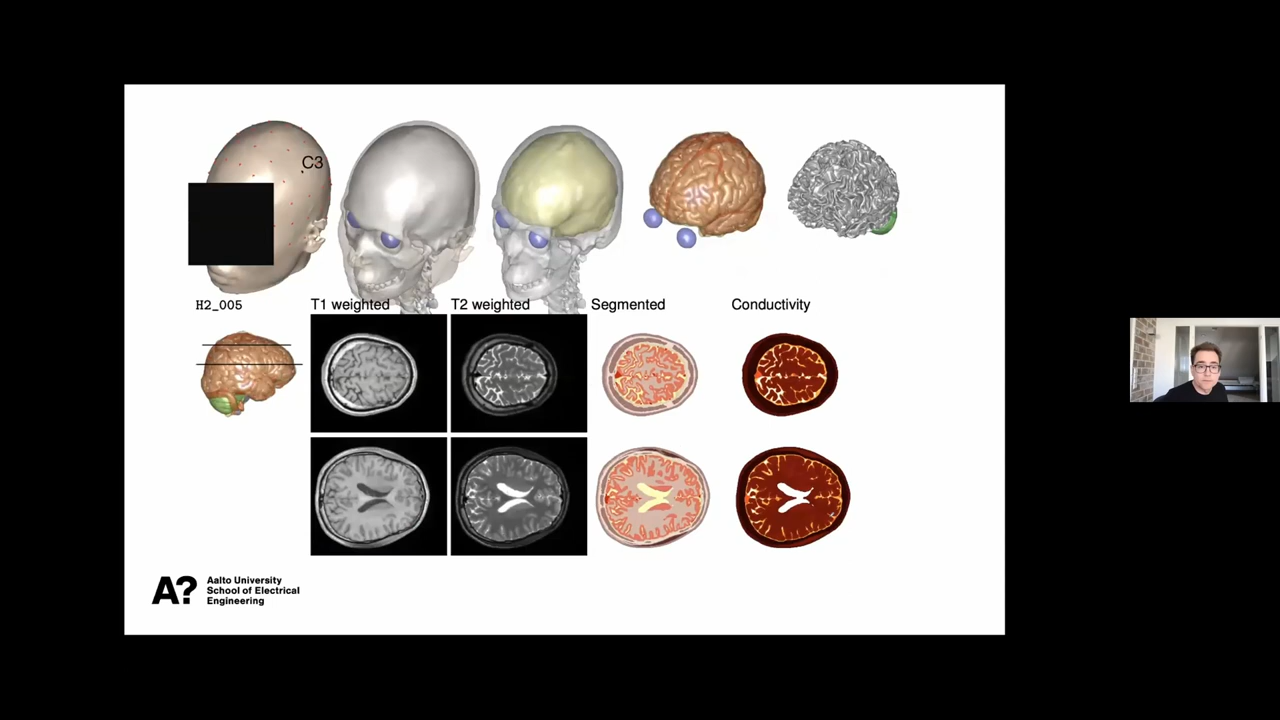 C3
H2_005
T1 weighted
T2 weighted
Segmented
Conductivity
A?
Aalto University
School of Electrical
Engineering